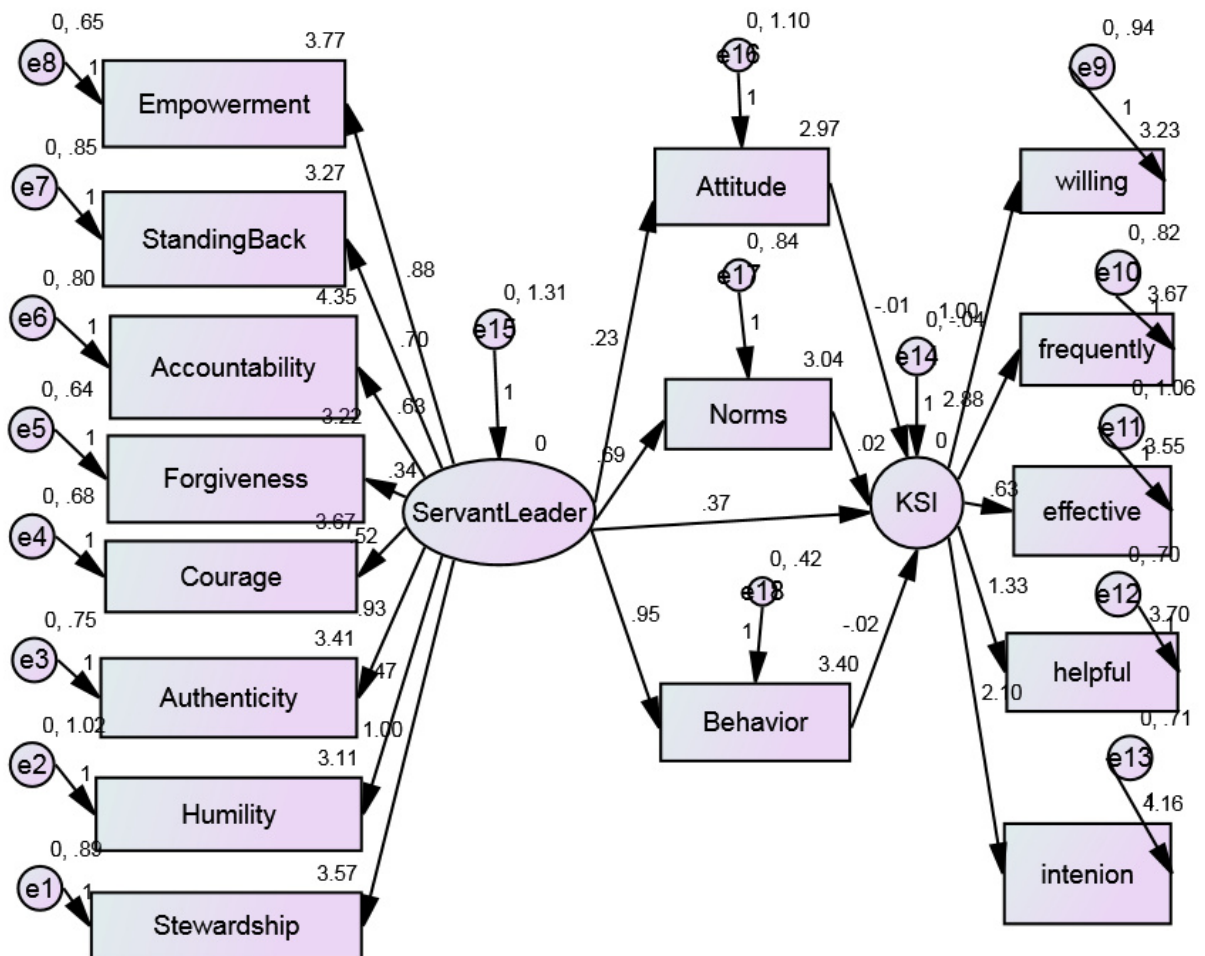 0, .65
3.77
e8
1
Empowerment
0, .85
3.27
e7
1
StandingBack
0, .80
4.35
e6
1
Accountability
0, .64
3.22
e5
1
Forgiveness
0, .68
3.67
e4
1
Courage
0, .75
3.41
e3
1
Authenticity
0, 1.02
3.11
e2
1
Humility
0, .89
3.57
e1
1
Stewardship
.88
.70
.63
.34
.52
.93
.47
1.00
0, 1.31
e15
1
0
ServantLeader
.23
.69
.37
.95
0, 1.10
e16
1
2.97
Attitude
0, .84
e17
1
3.04
Norms
0, .42
e18
1
3.40
Behavior
-.01
.02
-.02
0, -.04
e14
1
0
KSI
1.00
2.88
.63
1.33
2.10
0, .94
e9
1
3.23
willing
0, .82
e10
1
3.67
frequently
0, 1.06
e11
1
3.55
effective
0, .70
e12
1
3.70
helpful
0, .71
e13
1
4.16
intenion